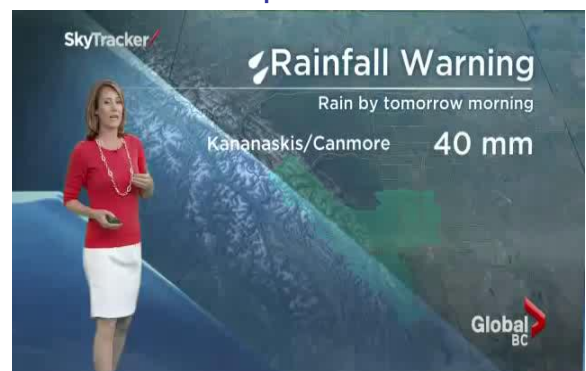 SkyTracker
Rainfall Warning
Rain by tomorrow morning
Kananaskis/Canmore 40 mm
Global
BC